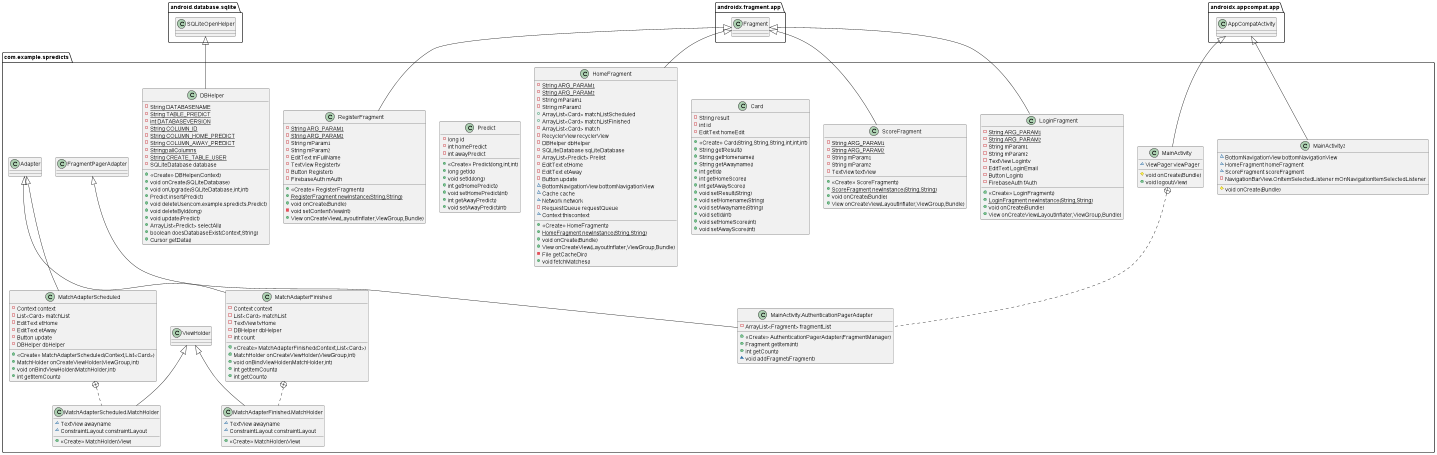 android.database.sqlite
SQLiteOpenHelper
androidx.fragment.app
Fragment
androidx.appcompat.app
AppCompatActivity
com.example.spredicts
DBHelper
String DATABASENAME
String TABLE_PREDICT
int DATABASEVERSION
String COLUMN_ID
String COLUMN_HOME_PREDICT
String COLUMN_AWAY_PREDICT
String[] allColumns
String CREATE_TABLE_USER
SQLiteDatabase database
<<Create>> DBHelper(Context)
void onCreate(SQLiteDatabase)
void onUpgrade(SQLiteDatabase,int,int)
Predict insert(Predict)
void deleteUser(com.example.spredicts.Predict)
void deleteById(long)
void update(Predict)
ArrayList<Predict> selectAll()
boolean doesDatabaseExist(Context,String)
Cursor getData()
RegisterFragment
String ARG_PARAM1
String ARG_PARAM2
String mParam1
String mParam2
EditText mFullName
TextView Registertv
Button Registerb
FirebaseAuth mAuth
<<Create>> RegisterFragment()
RegisterFragment newInstance(String,String)
void onCreate(Bundle)
void setContentView(int)
View onCreateView(LayoutInflater,ViewGroup,Bundle)
Predict
long id
int homePredict
int awayPredict
<<Create>> Predict(long,int,int)
long getId()
void setId(long)
int getHomePredict()
void setHomePredict(int)
int getAwayPredict()
void setAwayPredict(int)
HomeFragment
String ARG_PARAM1
String ARG_PARAM2
String mParam1
String mParam2
ArrayList<Card> matchListScheduled
ArrayList<Card> matchListFinished
ArrayList<Card> match
RecyclerView recyclerView
DBHelper dbHelper
SQLiteDatabase sqLiteDatabase
ArrayList<Predict> Prelist
EditText etHome
EditText etAway
Button update
BottomNavigationView bottomNavigationView
Cache cache
Network network
RequestQueue requestQueue
Context thiscontext
<<Create>> HomeFragment()
HomeFragment newInstance(String,String)
void onCreate(Bundle)
View onCreateView(LayoutInflater,ViewGroup,Bundle)
File getCacheDir()
void fetchMatches()
Card
String result
int id
EditText homeEdit
<<Create>> Card(String,String,String,int,int,int)
String getResult()
String getHomename()
String getAwayname()
int getId()
int getHomeScore()
int getAwayScore()
void setResult(String)
void setHomename(String)
void setAwayname(String)
void setId(int)
void setHomeScore(int)
void setAwayScore(int)
ScoreFragment
String ARG_PARAM1
String ARG_PARAM2
String mParam1
String mParam2
TextView textView
<<Create>> ScoreFragment()
ScoreFragment newInstance(String,String)
void onCreate(Bundle)
View onCreateView(LayoutInflater,ViewGroup,Bundle)
LoginFragment
String ARG_PARAM1
String ARG_PARAM2
String mParam1
String mParam2
TextView Logintv
EditText LoginEmail
Button Loginb
FirebaseAuth fAuth
<<Create>> LoginFragment()
LoginFragment newInstance(String,String)
void onCreate(Bundle)
View onCreateView(LayoutInflater,ViewGroup,Bundle)
MainActivity
ViewPager viewPager
void onCreate(Bundle)
void logout(View)
MainActivity2
BottomNavigationView bottomNavigationView
HomeFragment homeFragment
ScoreFragment scoreFragment
NavigationBarView.OnItemSelectedListener mOnNavigationItemSelectedListener
void onCreate(Bundle)
Adapter
FragmentPagerAdapter
MatchAdapterScheduled
Context context
List<Card> matchList
EditText etHome
EditText etAway
Button update
DBHelper dbHelper
<<Create>> MatchAdapterScheduled(Context,List<Card>)
MatchHolder onCreateViewHolder(ViewGroup,int)
void onBindViewHolder(MatchHolder,int)
int getItemCount()
ViewHolder
MatchAdapterFinished
Context context
List<Card> matchList
TextView tvHome
DBHelper dbHelper
int count
<<Create>> MatchAdapterFinished(Context,List<Card>)
MatchHolder onCreateViewHolder(ViewGroup,int)
void onBindViewHolder(MatchHolder,int)
int getItemCount()
int getCount()
MainActivity.AuthenticationPagerAdapter
ArrayList<Fragment> fragmentList
<<Create>> AuthenticationPagerAdapter(FragmentManager)
Fragment getItem(int)
int getCount()
void addFragmet(Fragment)
MatchAdapterScheduled.MatchHolder
TextView awayname
ConstraintLayout constraintLayout
<<Create>> MatchHolder(View)
MatchAdapterFinished.MatchHolder
TextView awayname
ConstraintLayout constraintLayout
<<Create>> MatchHolder(View)